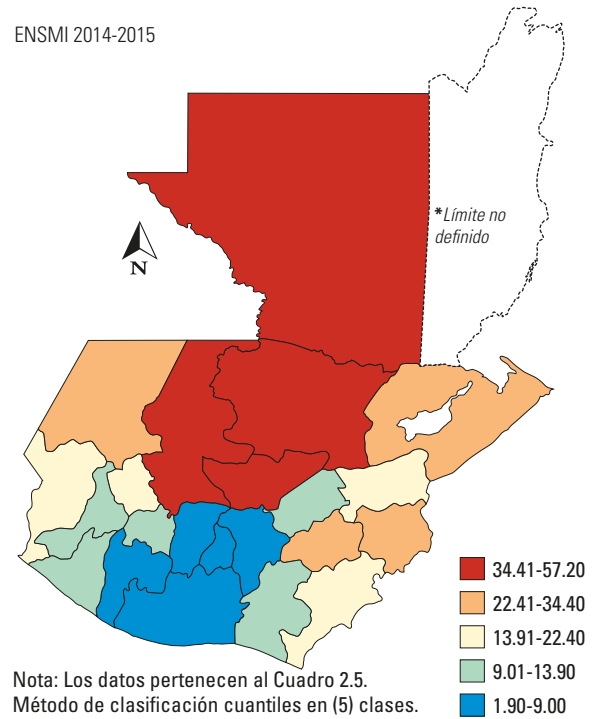 ENSMI 2014-2015
*Límite no
definido
N
34.41-57.20
22.41-34.40
13.91-22.40
9.01-13.90
1.90-9.00
Nota: Los datos pertenecen al Cuadro 2.5.
Método de clasificación cuantiles en (5) clases.